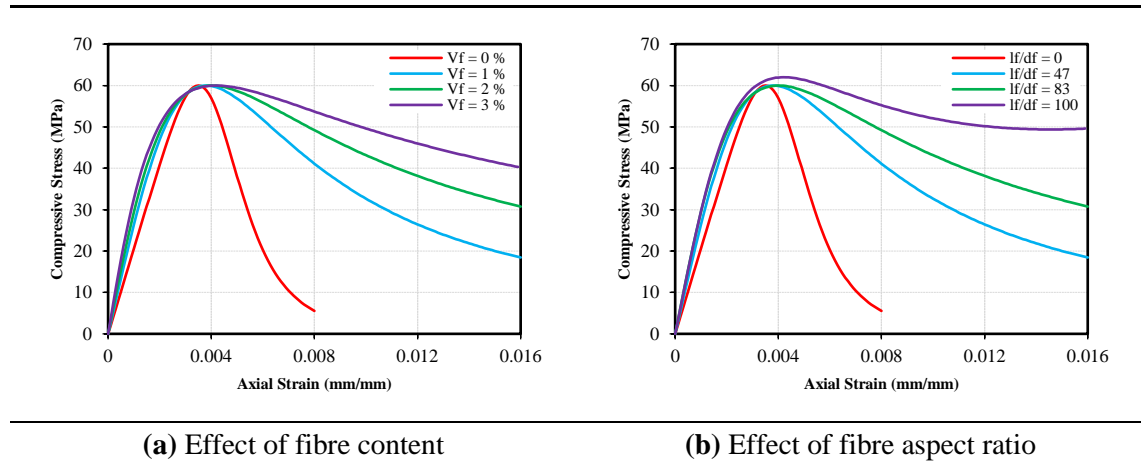 70
60
50
40
30
20
10
0
Compressive Stress (MPa)
Vf = 0 %
Vf = 1 %
Vf = 2 %
Vf = 3 %
0 0.004 0.008 0.012 0.016
Axial Strain (mm/mm)
70
60
50
40
30
20
10
0
Compressive Stress (MPa)
lf/df = 0
lf/df = 47
lf/df = 83
lf/df = 100
0 0.004 0.008 0.012 0.016
Axial Strain (mm/mm)
(a) Effect of fibre content
(b) Effect of fibre aspect ratio